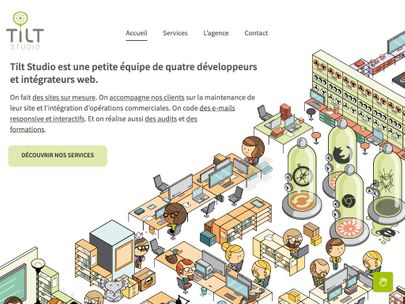 TILT
STUDIO
Accueil Services L'agence Contact
Tilt Studio est une petite équipe de quatre développeurs
et intégrateurs web.
On fait des sites sur mesure. On accompagne nos clients sur la maintenance de
leur site et l'intégration d'opérations commerciales. On code des e-mails
responsive et interactifs. Et on réalise aussi des audits et des
formations.
DÉCOUVRIR NOS SERVICES